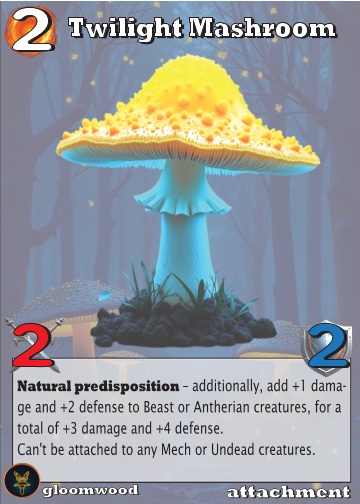 2 Twilight Mashroom
2 2
Natural predisposition – additionally, add +1 dama-
ge and +2 defense to Beast or Antherian creatures, for a
total of +3 damage and +4 defense.
Can't be attached to any Mech or Undead creatures.
gloomwood attachment